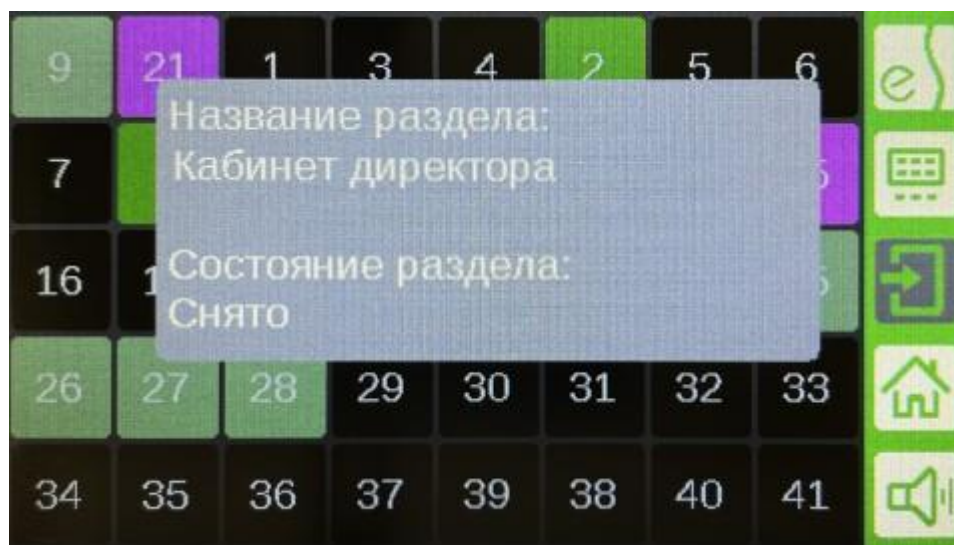 9 21 1 3 4 2 5 6
Название раздела:
Кабинет директора
7
Состояние раздела:
16
Снято
26 27 28 29 30 31 32 33
34 35 36 37 39 38 40 41
e